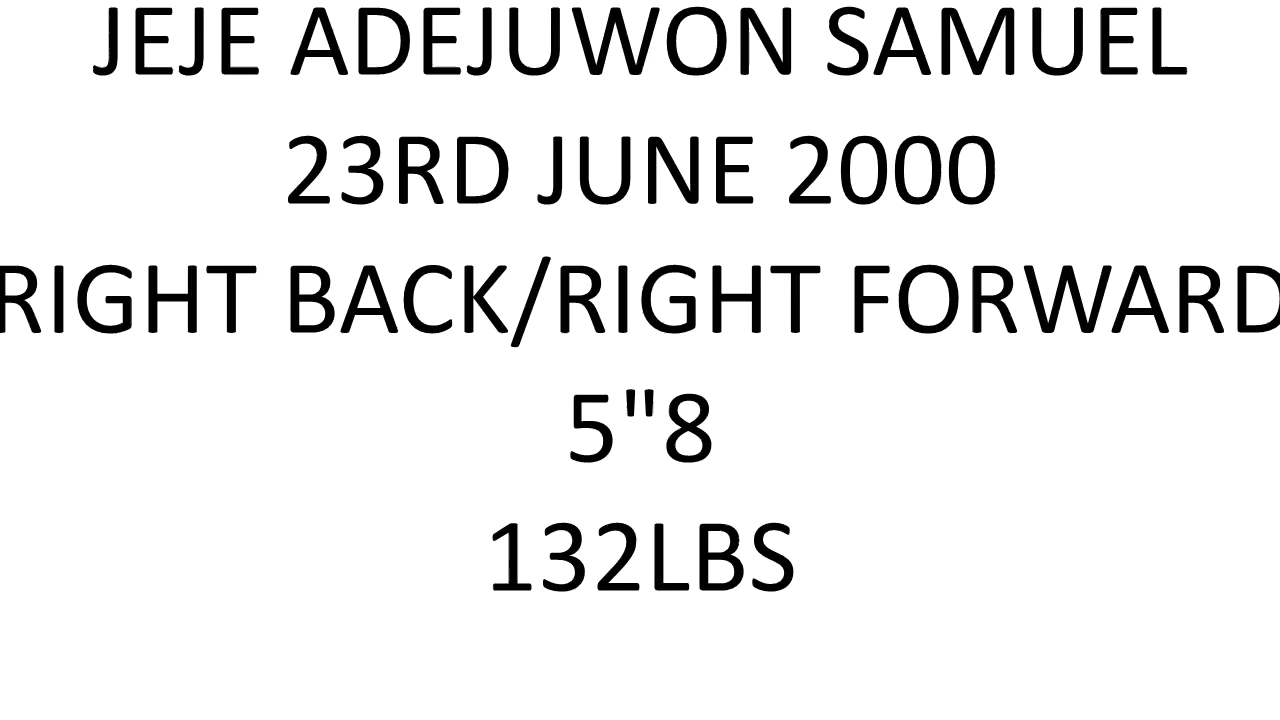 JEJE ADEJUWON SAMUEL
23RD JUNE 2000
RIGHT BACK/RIGHT FORWARD
5"8
132LBS